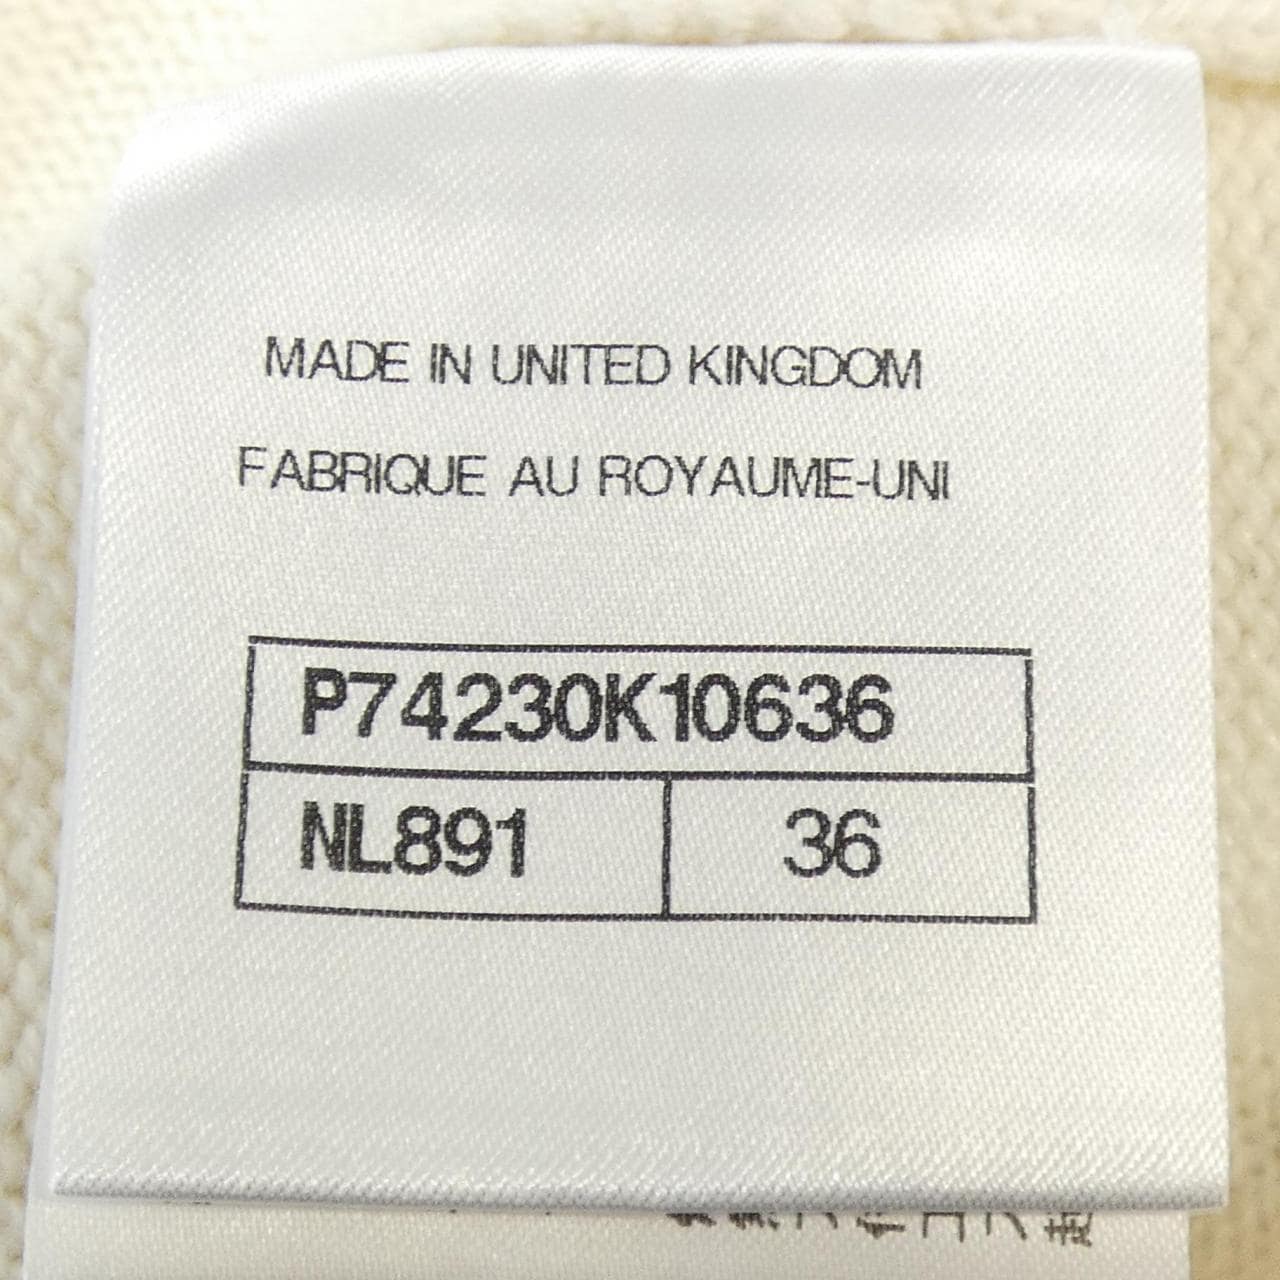 MADE IN UNITED KINGDOM
FABRIQUE AU ROYAUME-UNI
P74230K10636
NL891 36